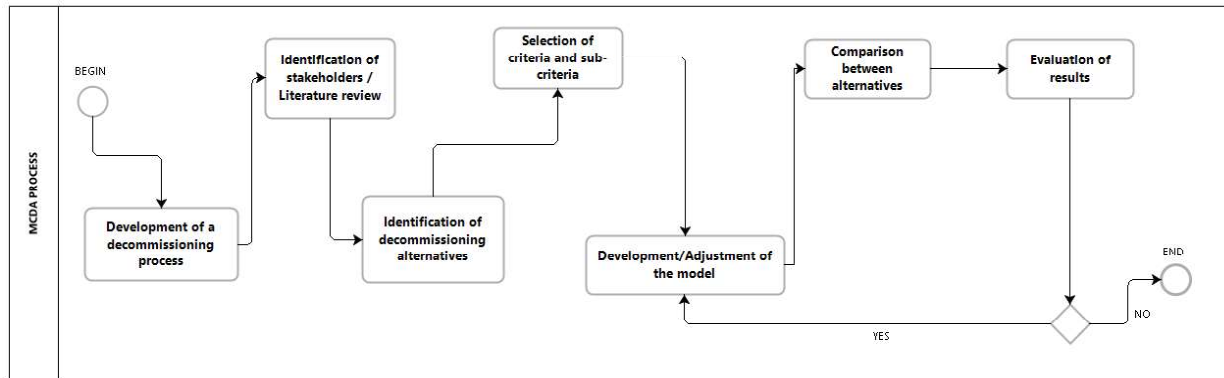 MCDA PROCESS
BEGIN
Development of a
decommissioning
process
Identification of
stakeholders /
Literature review
Identification of
decommissioning
alternatives
Selection of
criteria and sub-
criteria
Development/Adjustment of
the model
Comparison
between
alternatives
Evaluation of
results
YES
NO
END